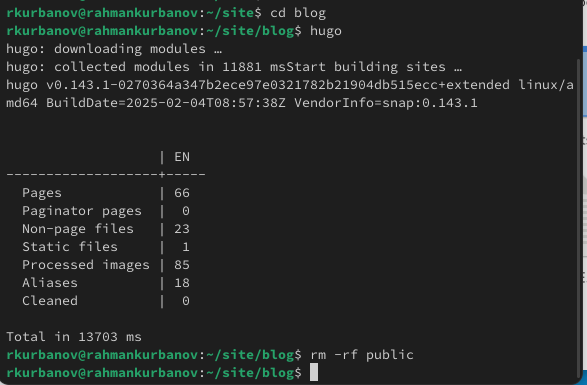 rkurbanov@rahmankurbanov:~/site$ cd blog
rkurbanov@rahmankurbanov:~/site/blog$ hugo
hugo: downloading modules …
hugo: collected modules in 11881 msStart building sites …
hugo v0.143.1-0270364a347b2ece97e0321782b21904db515ecc+extended linux/a
md64 BuildDate=2025-02-04T08:57:38Z VendorInfo=snap:0.143.1
                   | EN
-------------------+-----
  Pages            | 66
  Paginator pages  |  0
  Non-page files   | 23
  Static files     |  1
  Processed images | 85
  Aliases          | 18
  Cleaned          |  0
Total in 13703 ms
rkurbanov@rahmankurbanov:~/site/blog$ rm -rf public
rkurbanov@rahmankurbanov:~/site/blog$